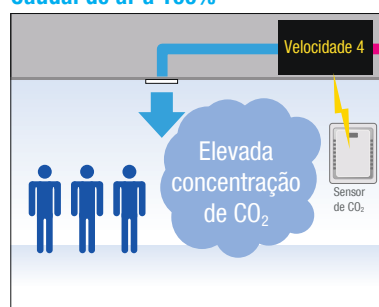 Caudal de ar a 100%
Velocidade 4
Elevada
concentração
de CO₂
Sensor
de CO₂